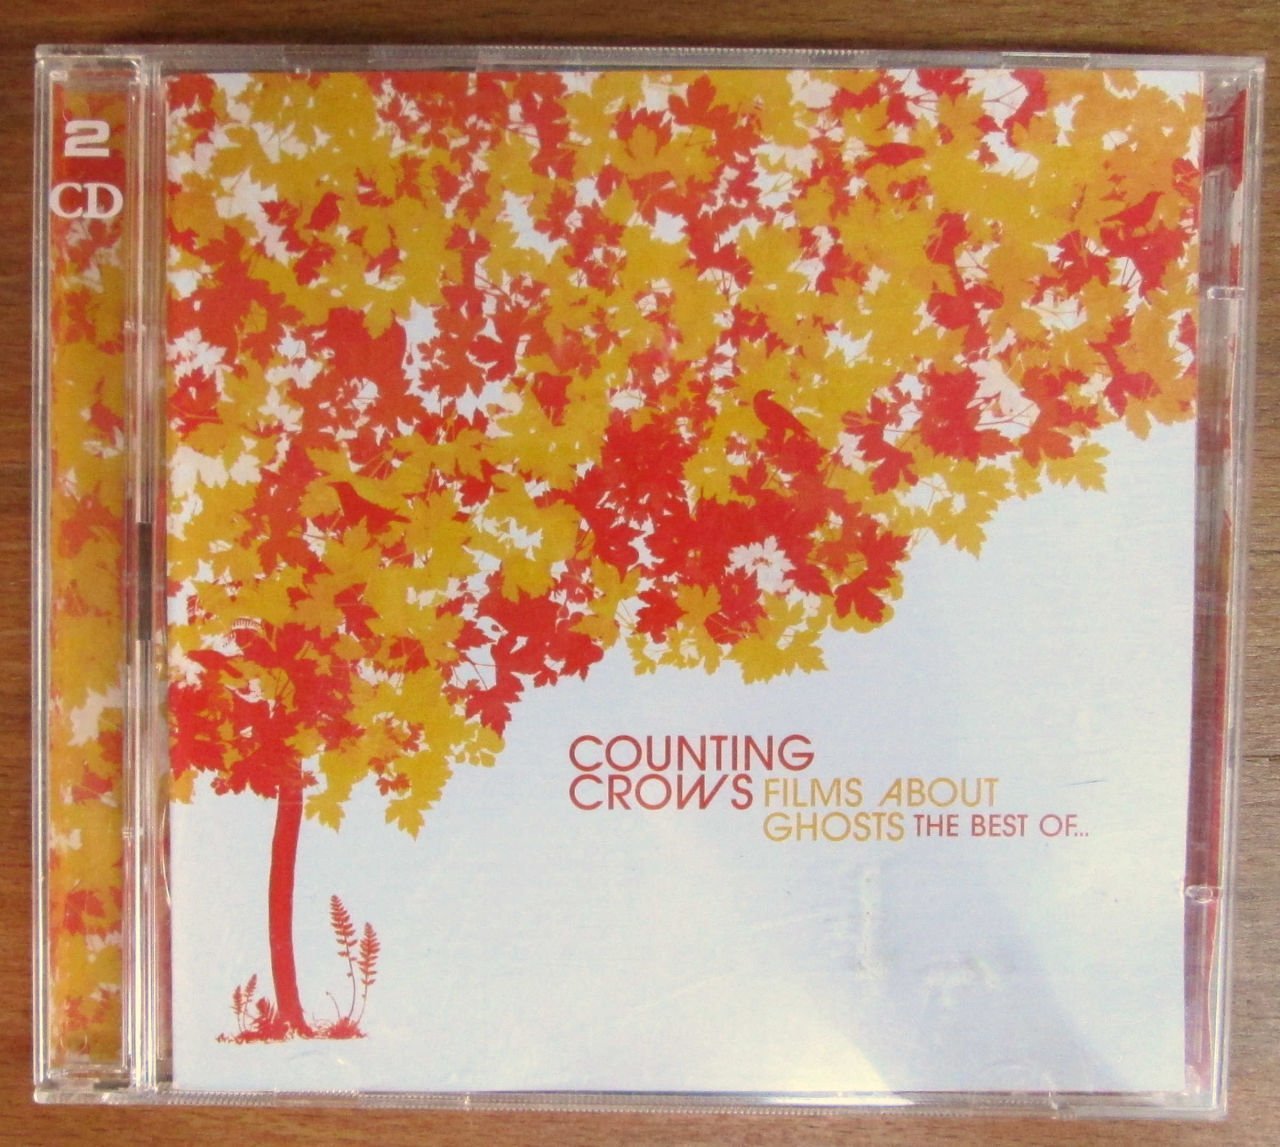 2
CD
COUNTING
CROWS FILMS ABOUT
GHOSTS THE BEST OF...